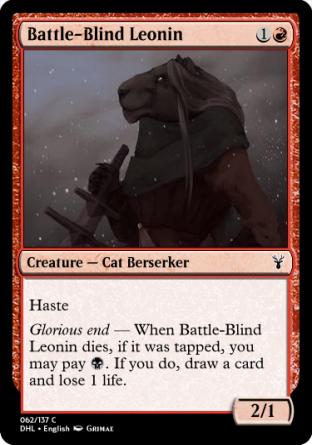 Battle-Blind Leonin 1
Creature — Cat Berserker
Haste
Glorious end — When Battle-Blind
Leonin dies, if it was tapped, you
may pay. If you do, draw a card
and lose 1 life.
2/1
062/137 C
DHL • English GRIMAE